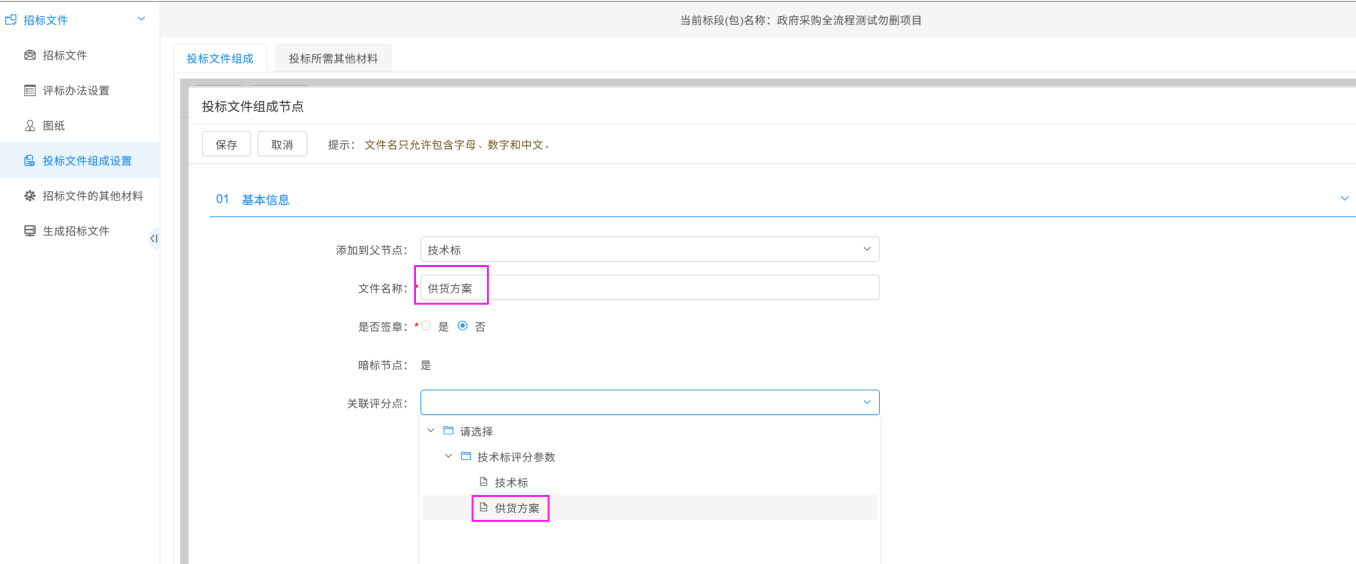 招标文件
当前标段(包)名称：政府采购全流程测试勿删项目
招标文件
评标办法设置
图纸
投标文件组成设置
招标文件的其他材料
生成招标文件
投标文件组成
投标所需其他材料
投标文件组成节点
保存
取消
提示： 文件名只允许包含字母、数字和中文。
01 基本信息
添加到父节点： 技术标
文件名称：* 供货方案
是否签章：* 是 否
暗标节点： 是
关联评分点：
请选择
技术标评分参数
技术标
供货方案